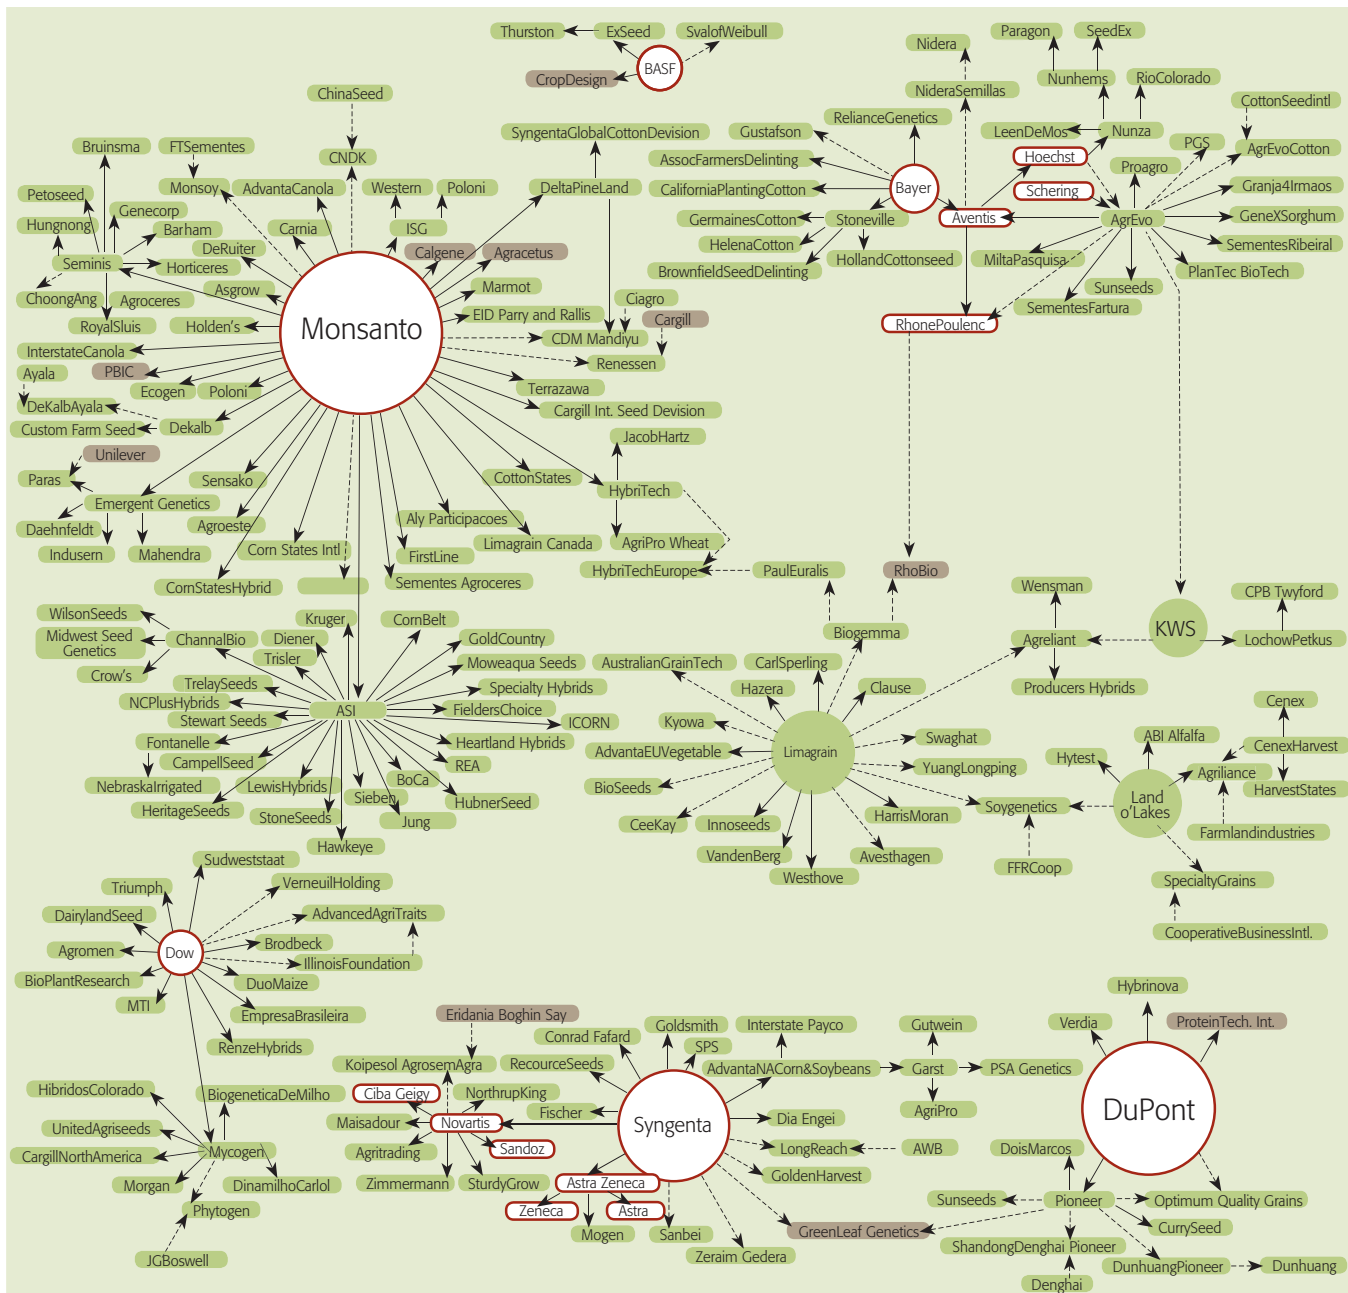 Thurston
ExSeed
SvalofWeibull
BASF
CropDesign
Paragon
SeedEx
Nidera
Nunhems
RioColorado
NideraSemillas
CottonSeedintl
ChinaSeed
SyngentaGlobalCottonDevision
Gustafson
RelianceGenetics
LeenDeMos
Nunza
PGS
AgrEvoCotton
Bruinsma
FTSementes
CNDK
AssocFarmersDelinting
Hoechst
Proagro
Petoseed
Monsoy
AdvantaCanola
Western
Poloni
DeltaPineLand
CaliforniaPlantingCotton
Bayer
Schering
Granja4Irmaos
Hungnong
Genecorp
Barham
Carnia
ISG
GermainesCotton
Stoneville
Aventis
AgrEvo
GeneXSorghum
DeRuiter
Calgene
Agracetus
HelenaCotton
HollandCottonseed
MiltaPasquisa
SementesRibeiral
Seminis
Horticeres
BrownfieldSeedDelinting
PlanTec BioTech
ChoongAng
Agroceres
Asgrow
Marmot
Ciagro
Sunseeds
SementesFartura
RoyalSluis
Holden's
Monsanto
EID Parry and Rallis
Cargill
RhonePoulenc
InterstateCanola
CDM Mandiyu
Renessen
Ayala
PBIC
Ecogen
Poloni
Terrazawa
DeKalbAyala
Cargill Int. Seed Devision
Custom Farm Seed
Dekalb
JacobHartz
Unilever
Paras
Sensako
CottonStates
HybriTech
Emergent Genetics
Daehnfeldt
Agroeste
Aly Participacoes
Indusern
Mahendra
Corn States Intl
FirstLine
Limagrain Canada
AgriPro Wheat
CornStatesHybrid
Sementes Agroceres
HybriTechEurope
PaulEuralis
RhoBio
Wensman
CPB Twyford
WilsonSeeds
Kruger
CornBelt
Biogemma
Agreliant
KWS
LochowPetkus
Midwest Seed
Genetics
ChannalBio
Diener
GoldCountry
Crow's
Trisler
Moweaqua Seeds
AustralianGrainTech
CarlSperling
TrelaySeeds
Specialty Hybrids
Hazera
Clause
Producers Hybrids
NCPlusHybrids
ASI
FieldersChoice
Cenex
Stewart Seeds
ICORN
Kyowa
Fontanelle
Heartland Hybrids
AdvantaEUVegetable
Limagrain
Swaghat
ABI Alfalfa
CenexHarvest
CampellSeed
REA
YuangLongping
Hytest
Agriliance
NebraskaIrrigated
LewisHybrids
BoCa
BioSeeds
HarvestStates
HeritageSeeds
Sieben
HubnerSeed
Soygenetics
Land
o'Lakes
StoneSeeds
Jung
CeeKay
Innoseeds
HarrisMoran
Farmlandindustries
Hawkeye
VandenBerg
Avesthagen
FFRCoop
Sudweststaat
Westhove
SpecialtyGrains
Triumph
VerneuilHolding
DairylandSeed
AdvancedAgriTraits
CooperativeBusinessIntl.
Agromen
Dow
Brodbeck
IllinoisFoundation
BioPlantResearch
DuoMaize
MTI
EmpresaBrasileira
Hybrinova
Eridania Boghin Say
Goldsmith
Interstate Payco
Gutwein
Verdia
ProteinTech. Int.
RenzeHybrids
Conrad Fafard
SPS
Koipesol AgrosemAgra
RecourseSeeds
AdvantaNACorn&Soybeans
Garst
PSA Genetics
HibridosColorado
BiogeneticaDeMilho
Ciba Geigy
NorthrupKing
Fischer
AgriPro
DuPont
UnitedAgriseeds
Maisadour
Novartis
Syngenta
Dia Engei
CargillNorthAmerica
Mycogen
Agritrading
Sandoz
LongReach
AWB
DoisMarcos
Morgan
DinamilhoCarlol
Zimmermann
SturdyGrow
Astra Zeneca
GoldenHarvest
Phytogen
Zeneca
Astra
Sunseeds
Pioneer
Optimum Quality Grains
Mogen
Sanbei
GreenLeaf Genetics
CurrySeed
JGBoswell
Zeraim Gedera
ShandongDenghai Pioneer
DunhuangPioneer
Dunhuang
Denghai